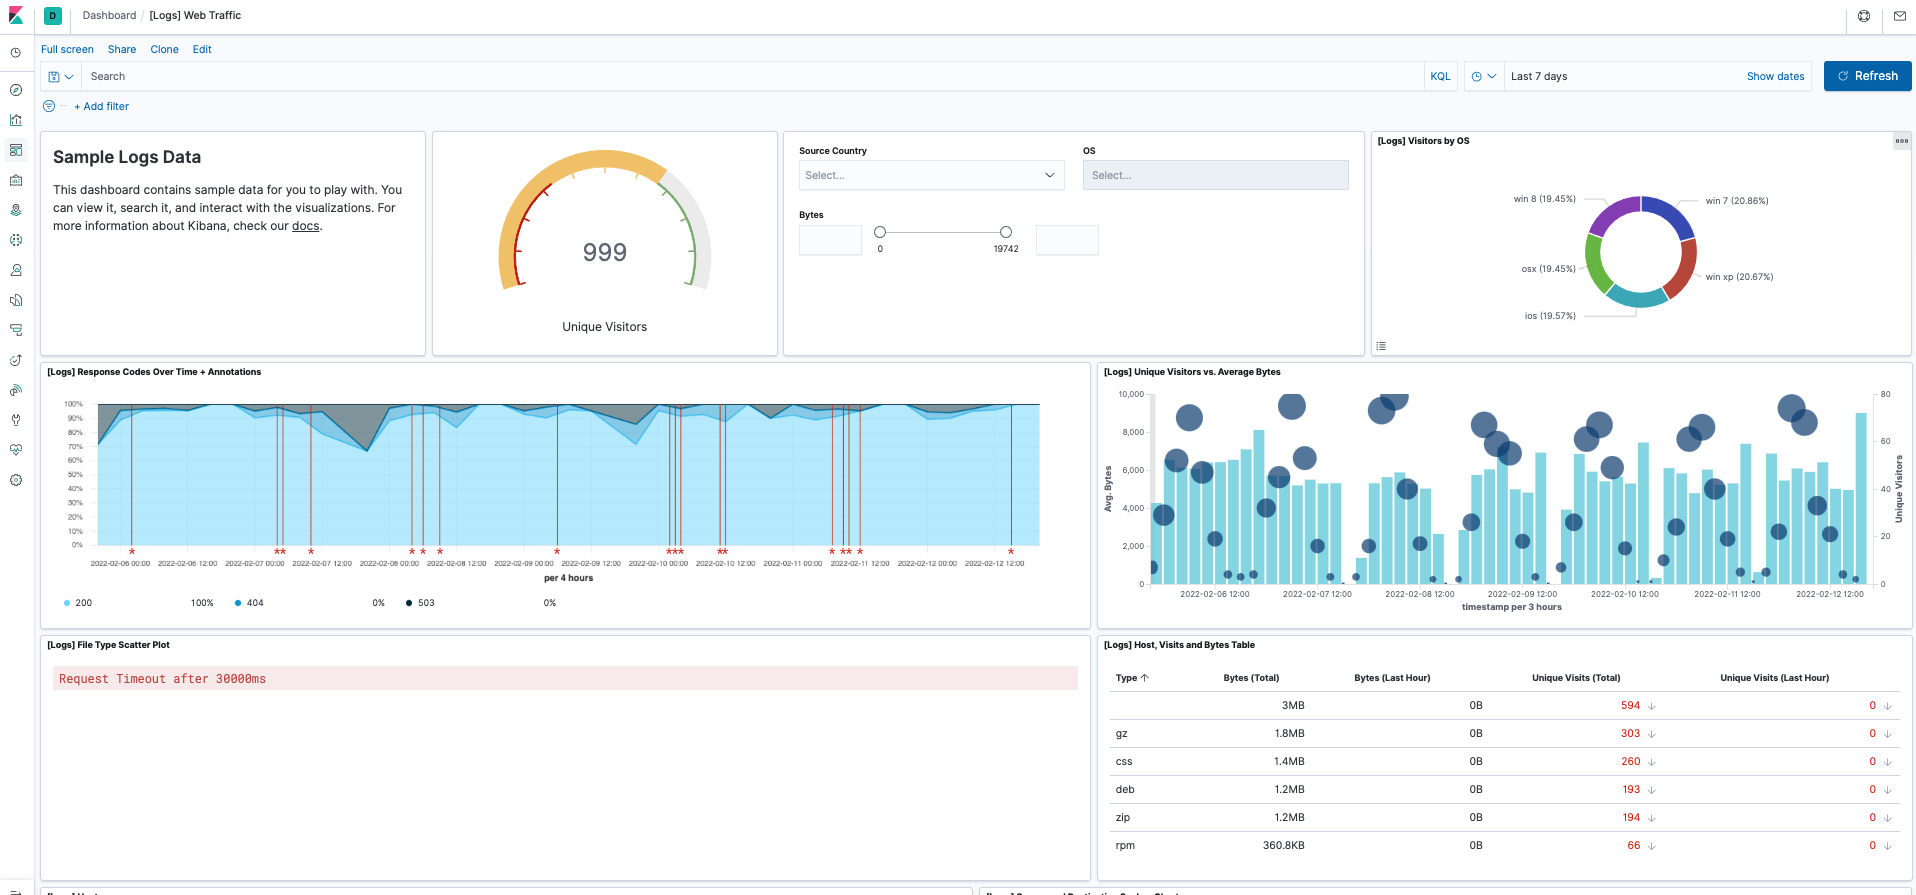 D
Dashboard / [Logs] Web Traffic
Full screen Share Clone Edit
Search
KQL
Last 7 days
Show dates
Refresh
+ Add filter
Sample Logs Data
This dashboard contains sample data for you to play with. You
can view it, search it, and interact with the visualizations. For
more information about Kibana, check our docs.
999
Unique Visitors
Source Country
Select...
OS
Select...
Bytes
0
19742
[Logs] Visitors by OS
win 8 (19.45%)
win 7 (20.86%)
osx (19.45%)
win xp (20.67%)
ios (19.57%)
[Logs] Response Codes Over Time + Annotations
100%
90%
80%
70%
60%
50%
40%
30%
20%
10%
0%
2022-02-06 00:00 2022-02-06 12:00 2022-02-07 00:00 2022-02-07 12:00 2022-02-08 00:00 2022-02-08 12:00 2022-02-09 00:00 2022-02-09 12:00 2022-02-10 00:00 2022-02-10 12:00 2022-02-11 00:00 2022-02-11 12:00 2022-02-12 00:00 2022-02-12 12:00
per 4 hours
200 100% 404 0% 503 0%
[Logs] Unique Visitors vs. Average Bytes
10,000
8,000
6,000
4,000
2,000
0
Avg. Bytes
80
60
40
20
0
Unique Visitors
2022-02-06 12:00 2022-02-07 12:00 2022-02-08 12:00 2022-02-09 12:00 2022-02-10 12:00 2022-02-11 12:00 2022-02-12 12:00
timestamp per 3 hours
[Logs] File Type Scatter Plot
Request Timeout after 30000ms
[Logs] Host, Visits and Bytes Table
Type Bytes (Total) Bytes (Last Hour) Unique Visits (Total) Unique Visits (Last Hour)
3MB 0B 594 0
gz 1.8MB 0B 303 0
css 1.4MB 0B 260 0
deb 1.2MB 0B 193 0
zip 1.2MB 0B 194 0
rpm 360.8KB 0B 66 0